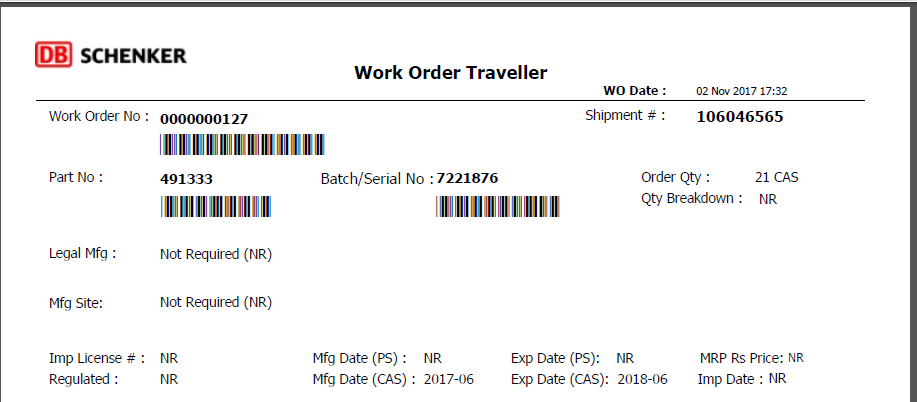 DB SCHENKER
Work Order Traveller
WO Date : 02 Nov 2017 17:32
Work Order No : 0000000127 Shipment # : 106046565
Part No : 491333 Batch/Serial No : 7221876 Order Qty : 21 CAS
Qty Breakdown : NR
Legal Mfg : Not Required (NR)
Mfg Site: Not Required (NR)
Imp License # : NR Mfg Date (PS) : NR Exp Date (PS): NR MRP Rs Price: NR
Regulated : NR Mfg Date (CAS) : 2017-06 Exp Date (CAS): 2018-06 Imp Date : NR